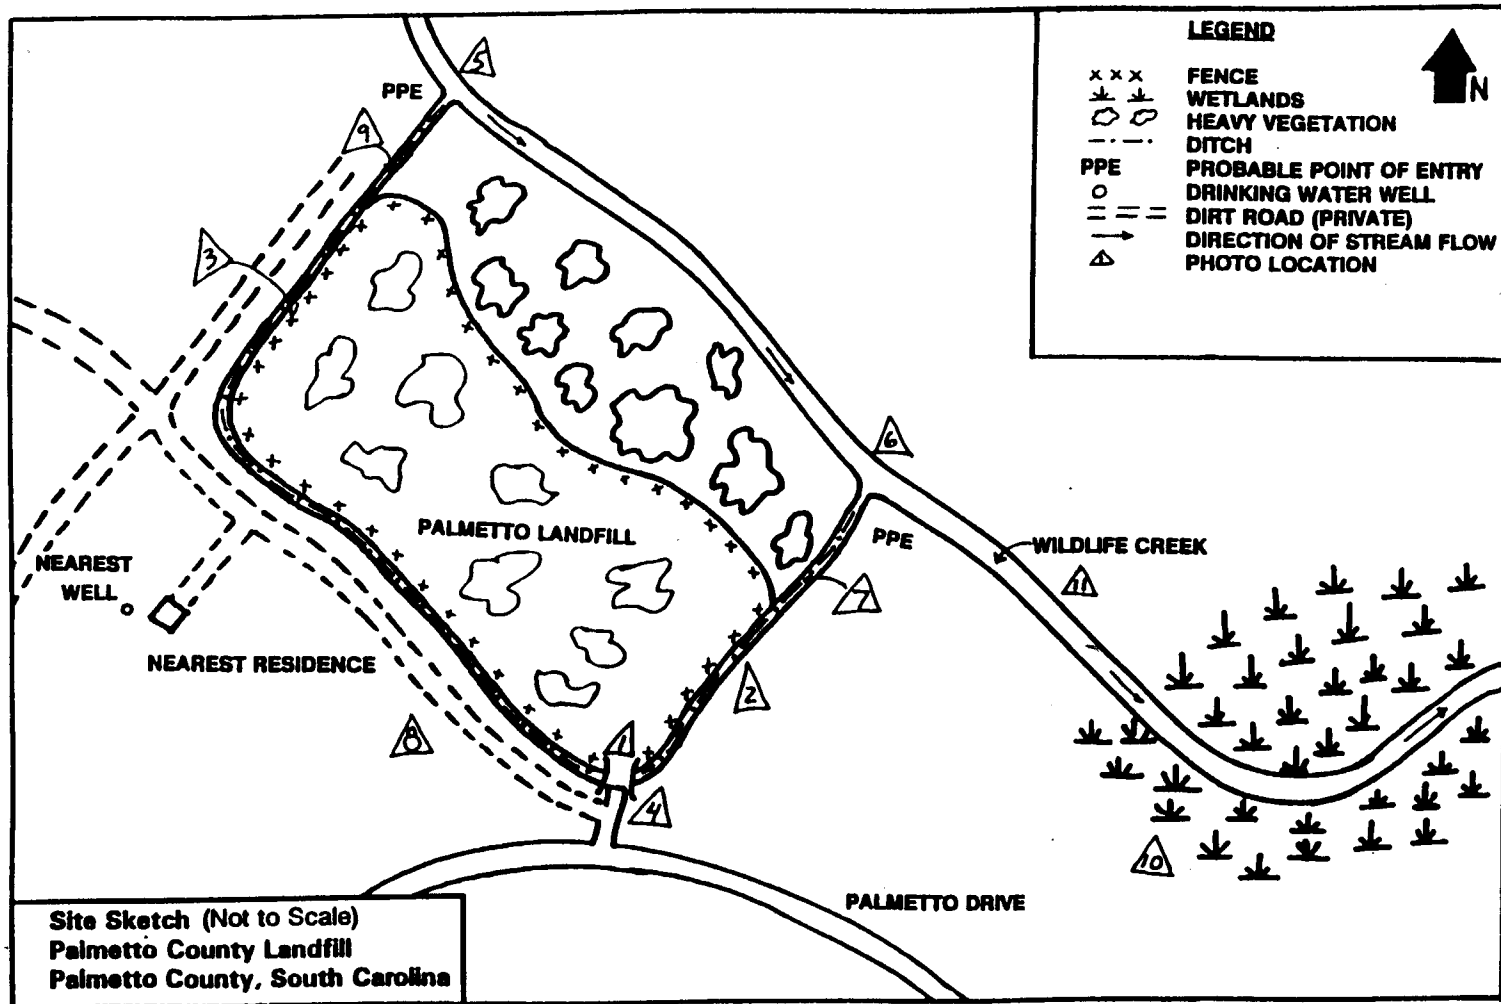 LEGEND
N
x x x FENCE
WETLANDS
HEAVY VEGETATION
DITCH
PPE PROBABLE POINT OF ENTRY
DRINKING WATER WELL
DIRT ROAD (PRIVATE)
DIRECTION OF STREAM FLOW
1 PHOTO LOCATION
5
PPE
9
3
6
PALMETTO LANDFILL
PPE
WILDLIFE CREEK
11
NEAREST
WELL
7
NEAREST RESIDENCE
2
8
1
4
10
PALMETTO DRIVE
Site Sketch (Not to Scale)
Palmetto County Landfill
Palmetto County, South Carolina